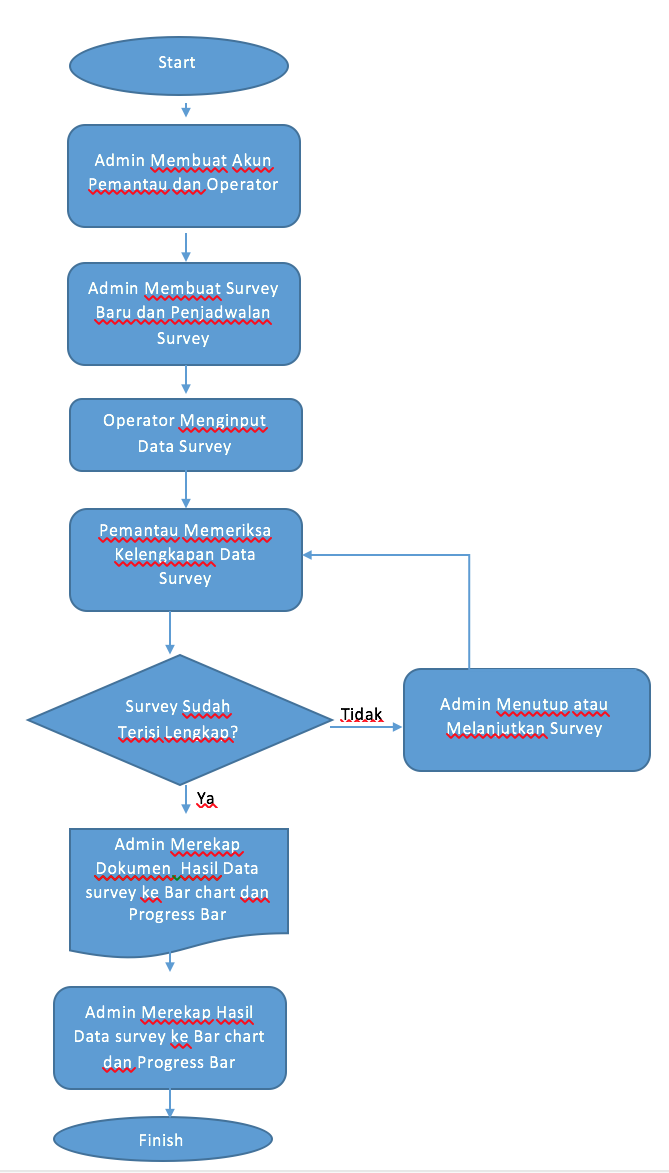 Start
Admin Membuat Akun
Pemantau dan Operator
Admin Membuat Survey
Baru dan Penjadwalan
Survey
Operator Menginput
Data Survey
Pemantau Memeriksa
Kelengkapan Data
Survey
Survey Sudah
Terisi Lengkap?
Tidak
Admin Menutup atau
Melanjutkan Survey
Ya
Admin Merekap
Dokumen Hasil Data
survey ke Bar chart dan
Progress Bar
Admin Merekap Hasil
Data survey ke Bar chart
dan Progress Bar
Finish